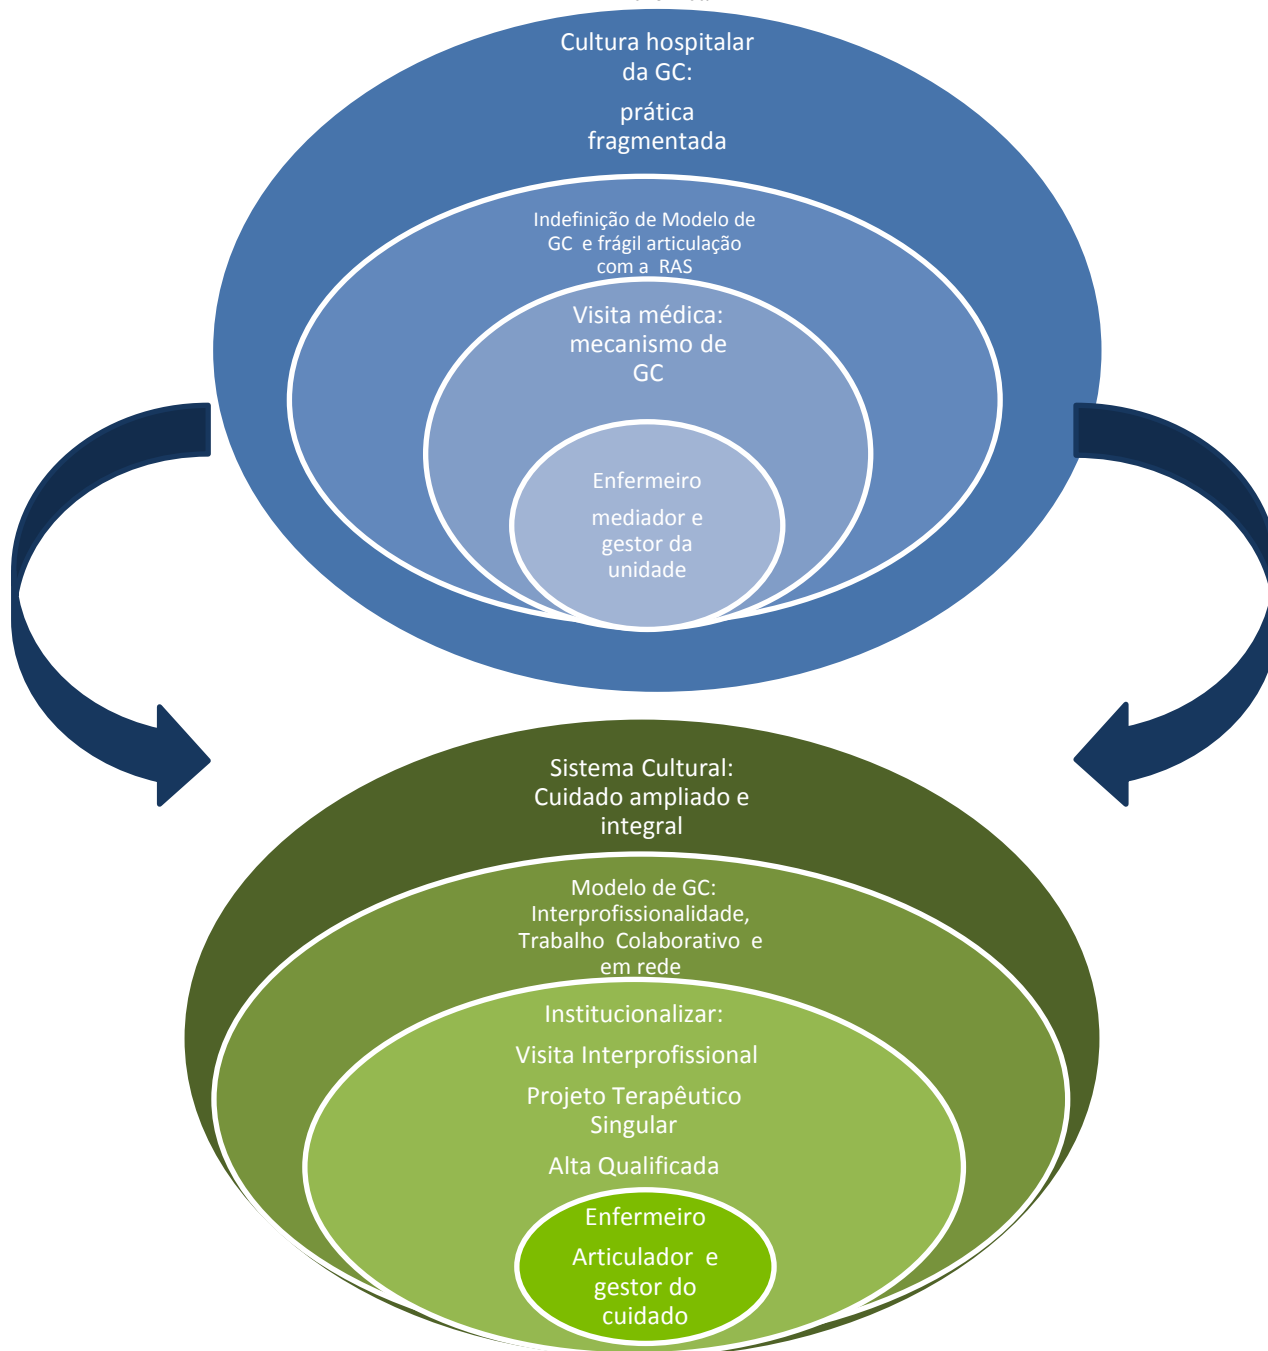 Cultura hospitalar
da GC:
prática
fragmentada
Indefinição de Modelo de
GC e frágil articulação
com a RAS
Visita médica:
mecanismo de
GC
Enfermeiro
mediador e
gestor da
unidade
Sistema Cultural:
Cuidado ampliado e
integral
Modelo de GC:
Interprofissionalidade,
Trabalho Colaborativo e
em rede
Institucionalizar:
Visita Interprofissional
Projeto Terapêutico
Singular
Alta Qualificada
Enfermeiro
Articulador e
gestor do
cuidado